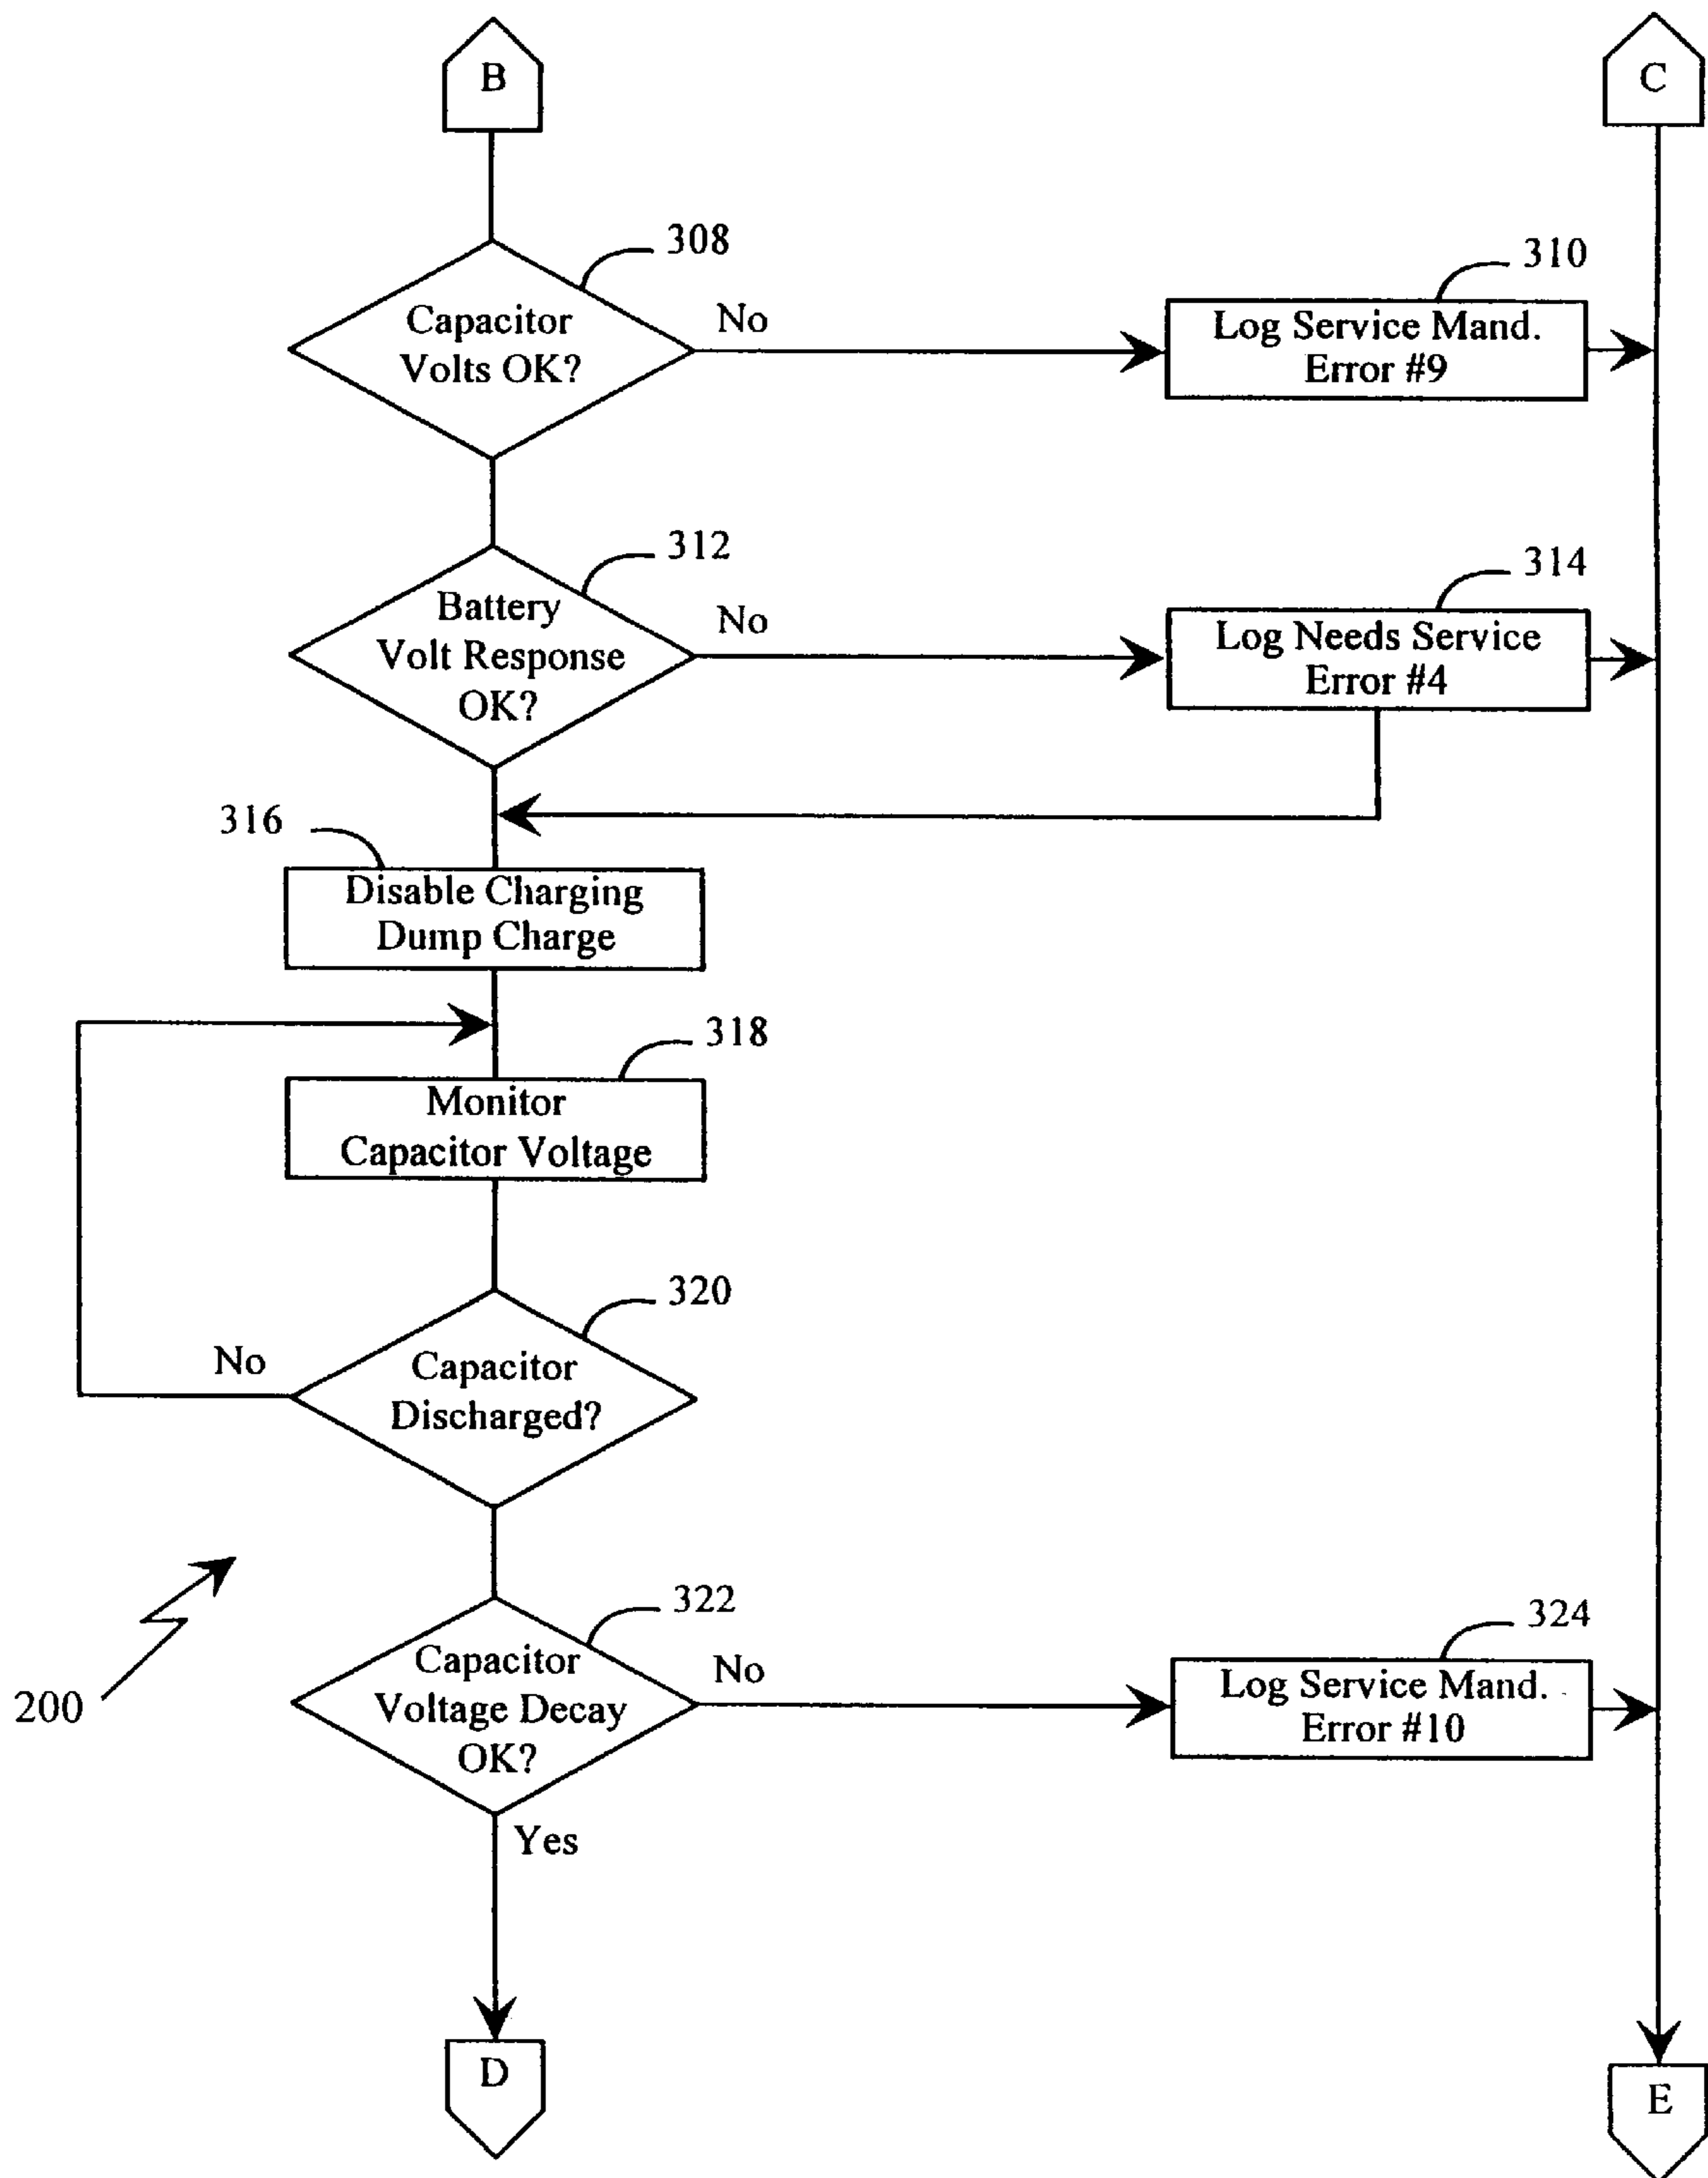 B
C
308
Capacitor
Volts OK?
No
310
Log Service Mand.
Error #9
312
Battery
Volt Response
OK?
No
314
Log Needs Service
Error #4
316
Disable Charging
Dump Charge
318
Monitor
Capacitor Voltage
320
No
Capacitor
Discharged?
322
Capacitor
Voltage Decay
OK?
No
324
Log Service Mand.
Error #10
200
Yes
D
E